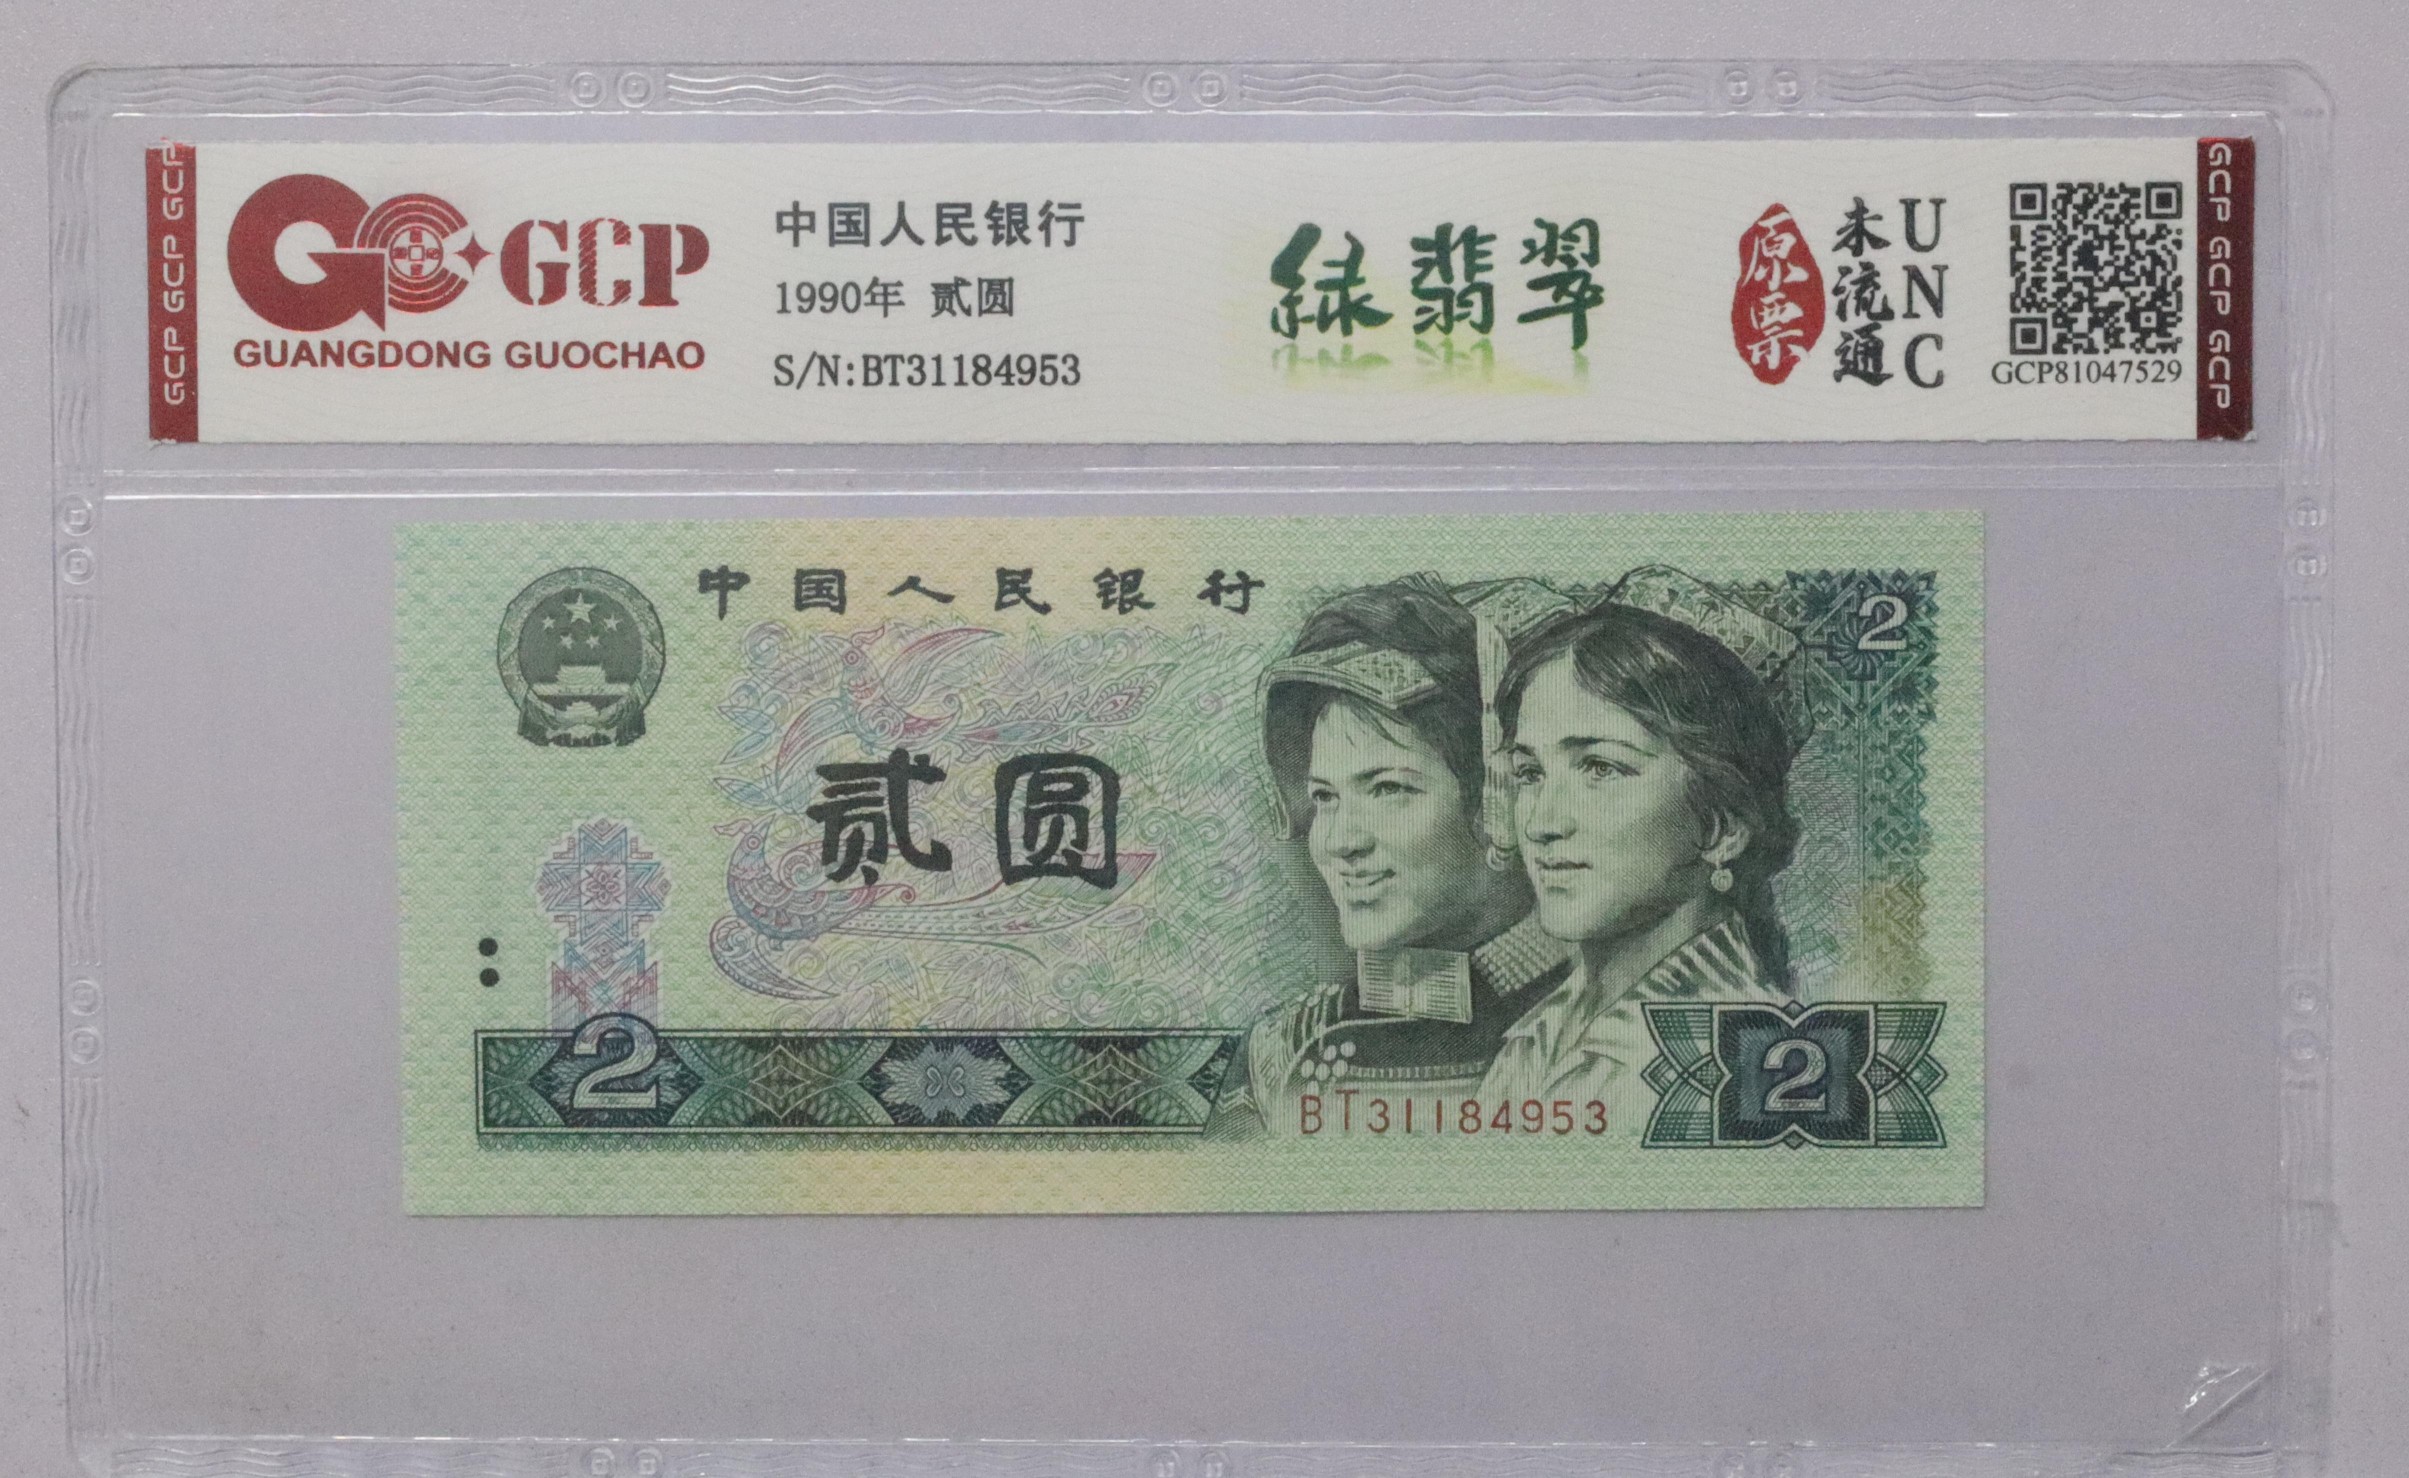 GCP GCP GCP
GCP
GUANGDONG GUOCHAO
中国人民银行
1990年 贰圆
S/N:BT31184953
绿翡翠
原票
未流通
UNC
GCP81047529
GCP GCP GCP
中国人民银行
2
贰圆
2
BT31184953
2